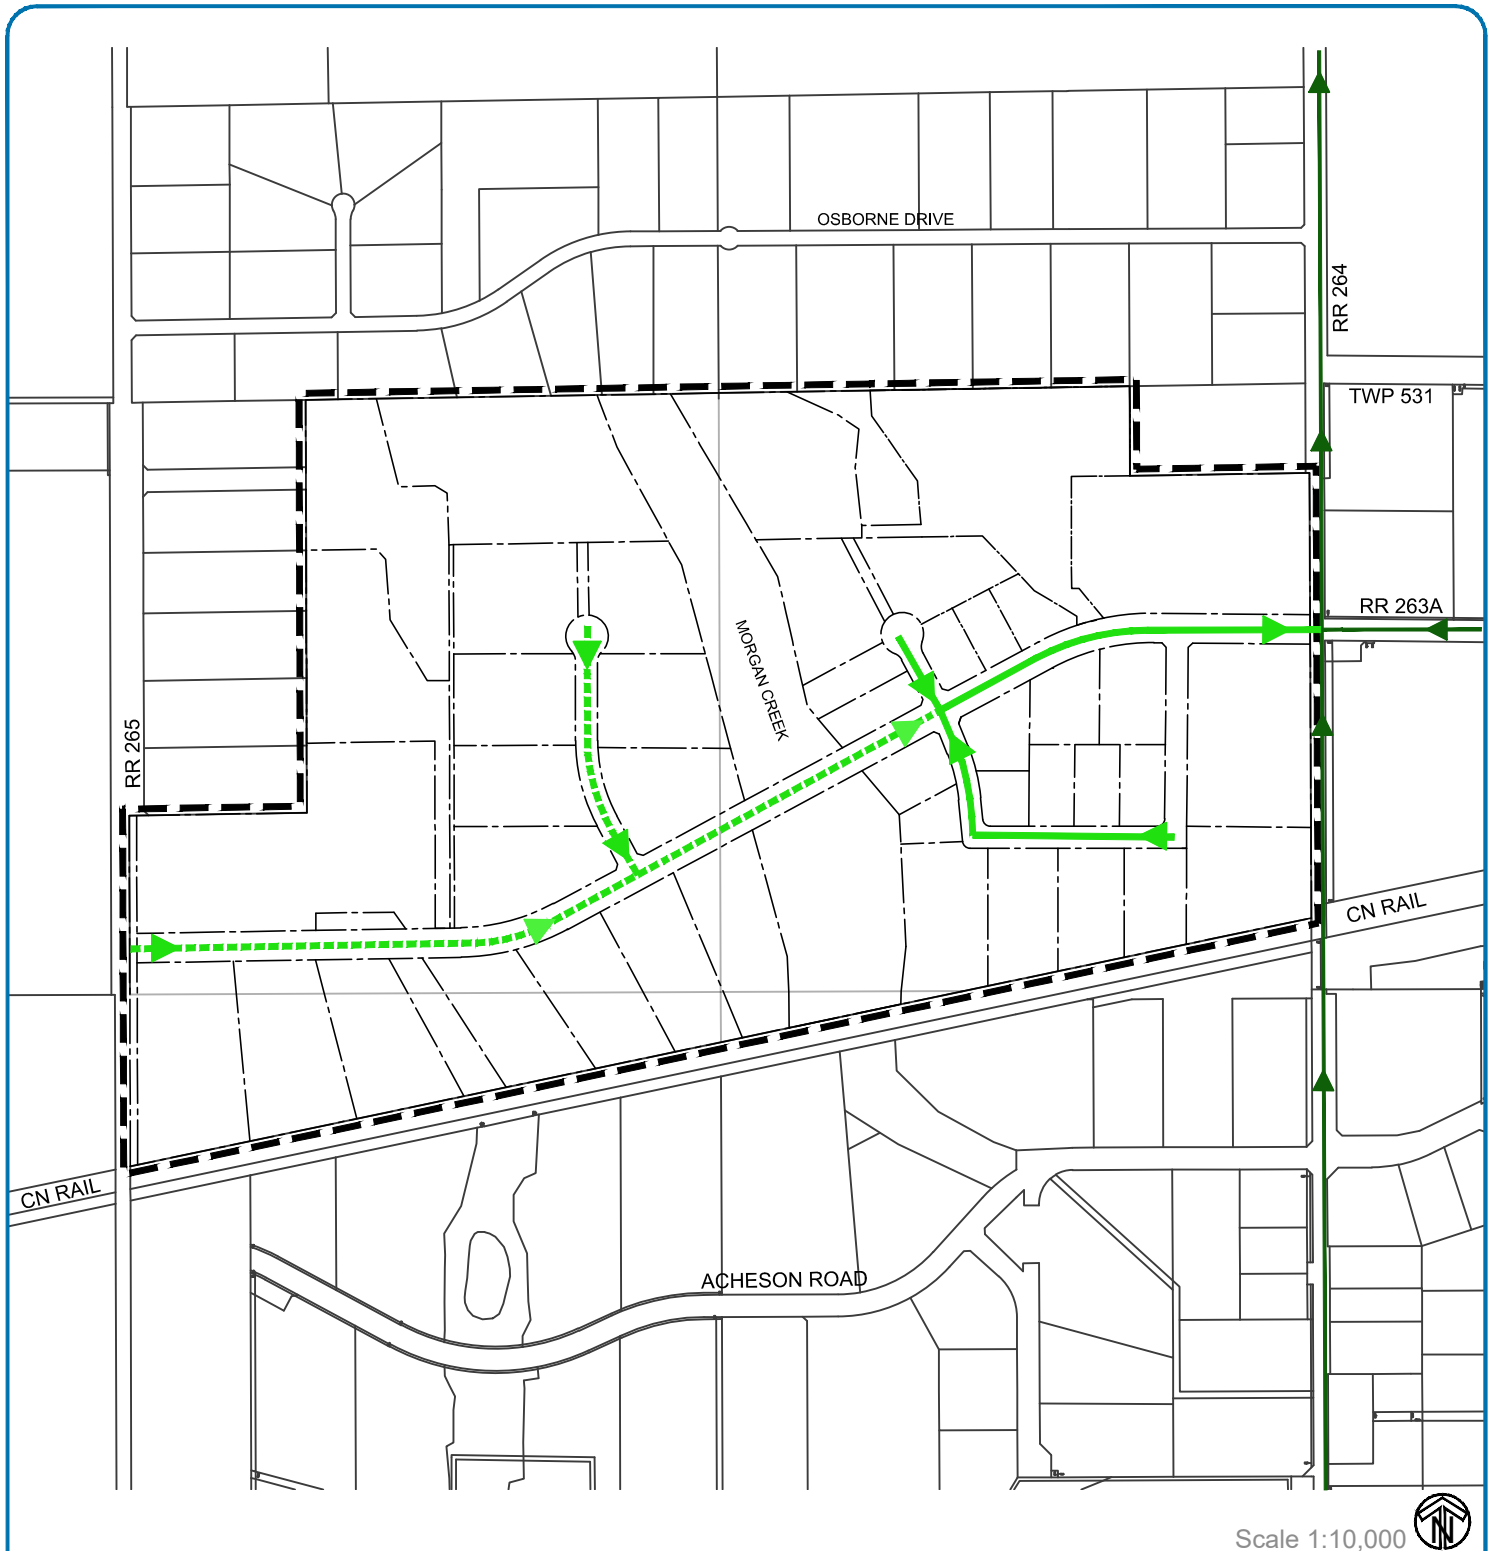 OSBORNE DRIVE
RR 264
TWP 531
RR 263A
MORGAN CREEK
RR 265
CN RAIL
CN RAIL
ACHESON ROAD
Scale 1:10,000
N